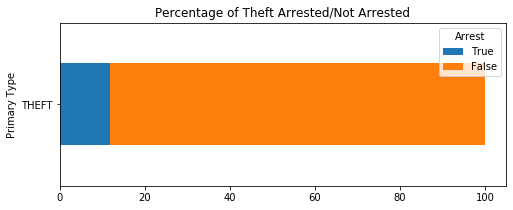 Percentage of Theft Arrested/Not Arrested
Arrest
True
False
Primary Type
THEFT
0
20
40
60
80
100